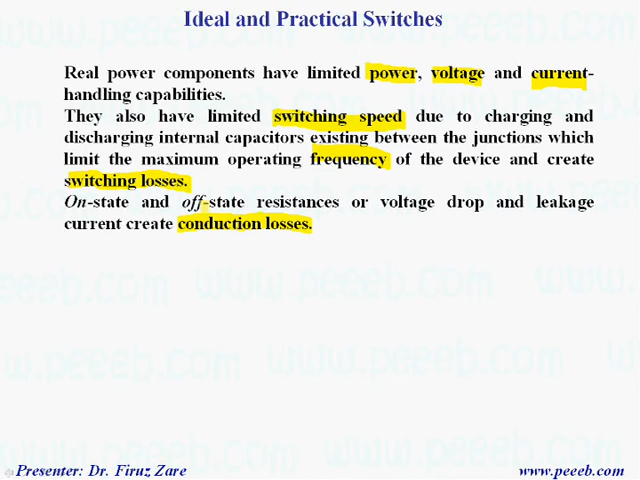 Ideal and Practical Switches
Real power components have limited power, voltage and current-
handling capabilities.
They also have limited switching speed due to charging and
discharging internal capacitors existing between the junctions which
limit the maximum operating frequency of the device and create
switching losses.
On-state and off-state resistances or voltage drop and leakage
current create conduction losses.
Presenter: Dr. Firuz Zare
www.peeeb.com